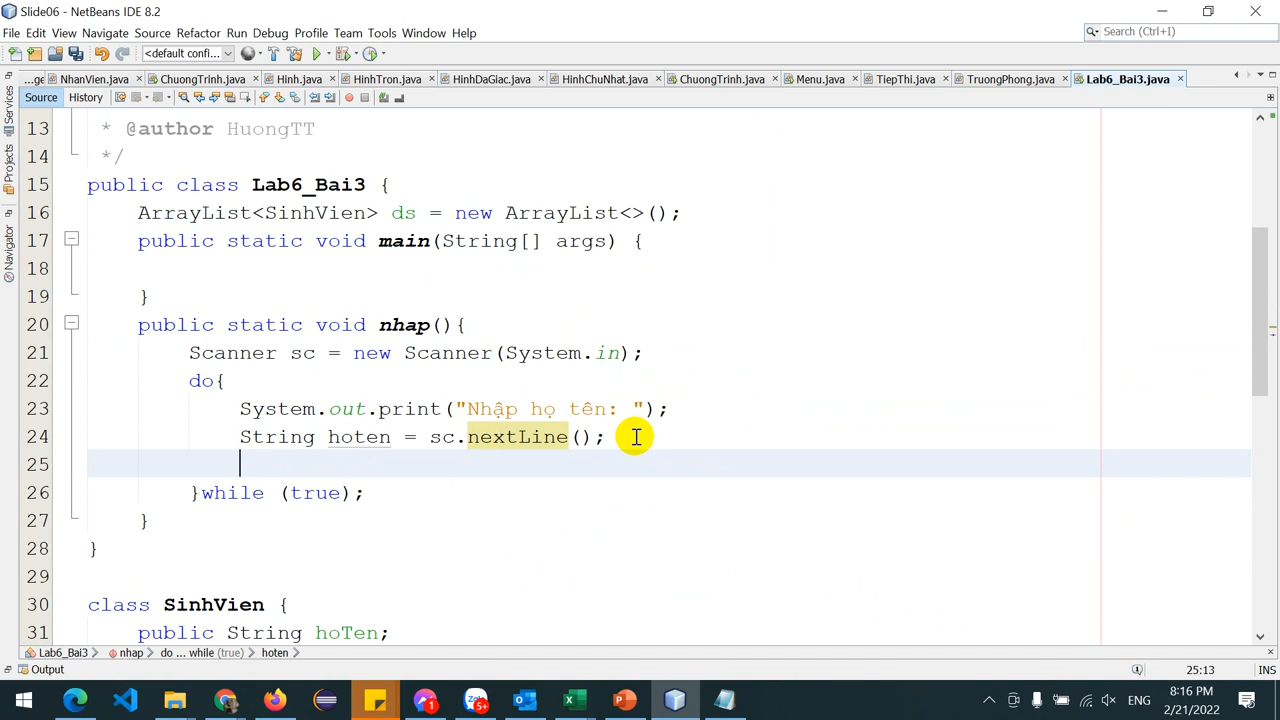 Slide06 - NetBeans IDE 8.2
File Edit View Navigate Source Refactor Run Debug Profile Team Tools Window Help
Search (Ctrl+I)
<default confi...
...ge NhanVien.java ChuongTrinh.java Hinh.java HinhTron.java HinhDaGiac.java HinhChuNhat.java ChuongTrinh.java Menu.java TiepThi.java TruongPhong.java Lab6_Bai3.java
Source History
Services
Projects
Navigator
13 * @author HuongTT
14 */
15 public class Lab6_Bai3 {
16 ArrayList<SinhVien> ds = new ArrayList<>();
17 public static void main(String[] args) {
18
19 }
20 public static void nhap(){
21 Scanner sc = new Scanner(System.in);
22 do{
23 System.out.print("Nhập họ tên: ");
24 String hoten = sc.nextLine();
25
26 }while (true);
27 }
28 }
29
30 class SinhVien {
31 public String hoTen;
Lab6_Bai3 nhap do ... while (true) hoten
Output
25:13 INS
1
5+
ENG
8:16 PM
2/21/2022